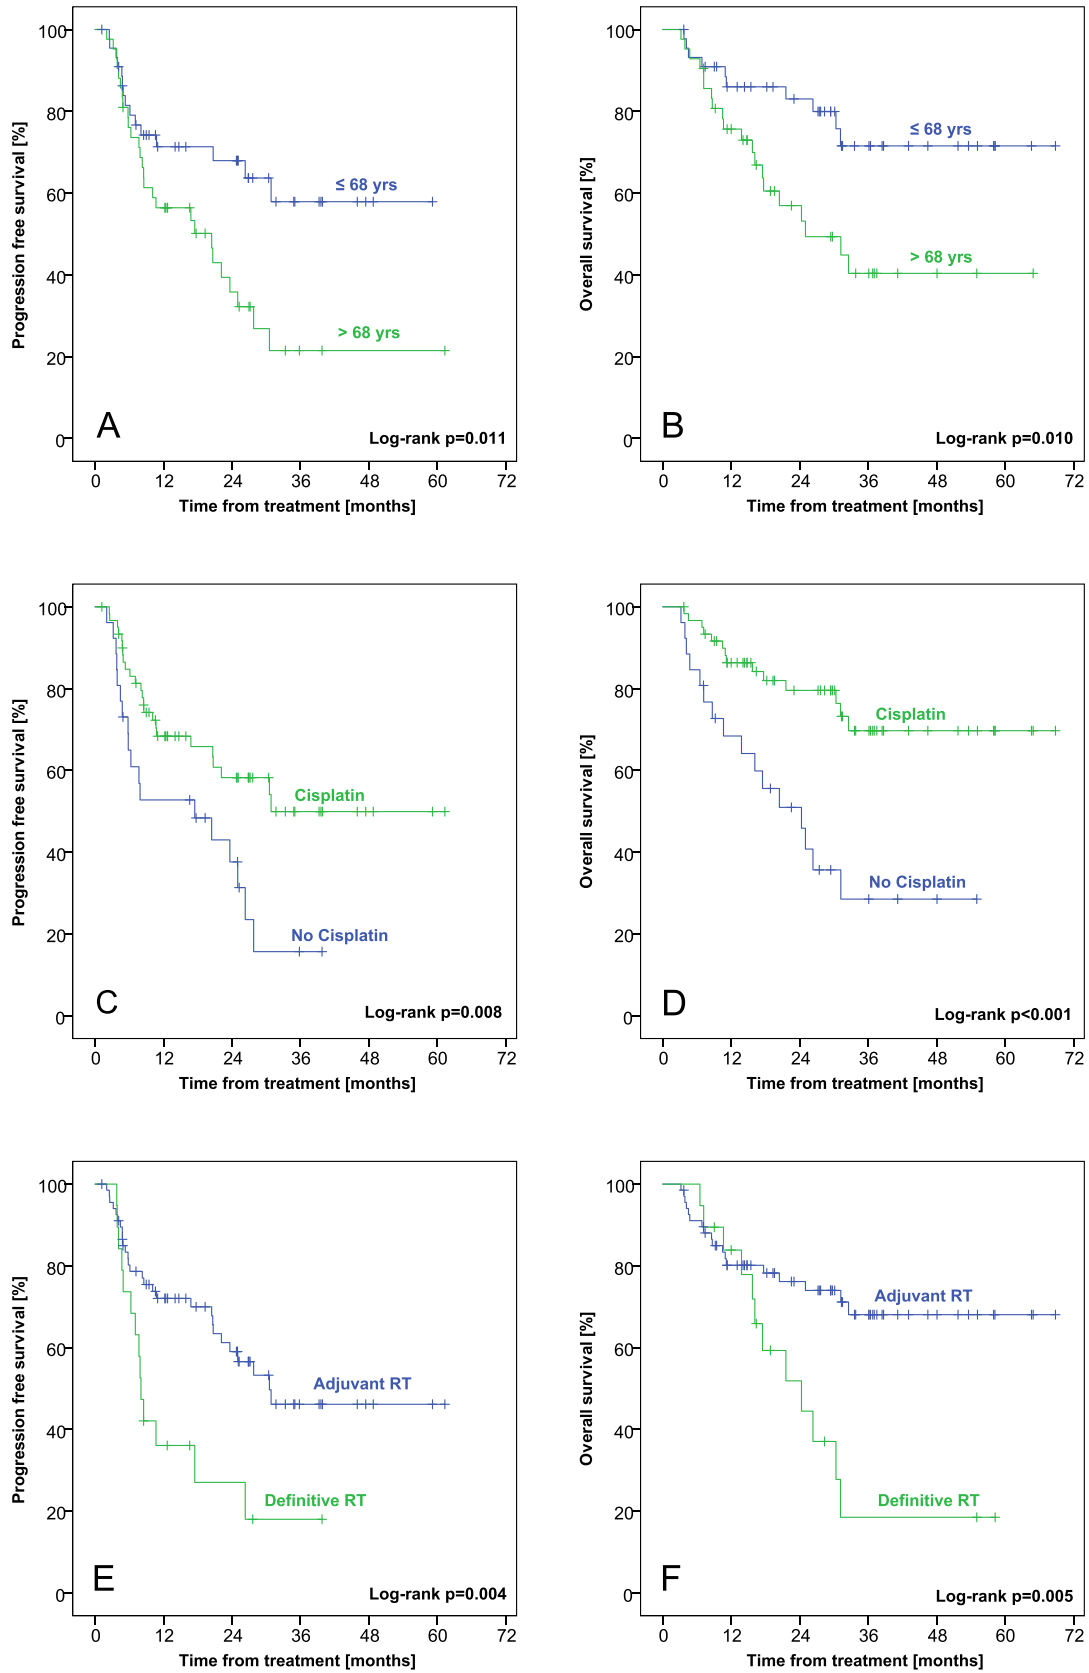 Progression free survival [%]
100
80
60
40
20
0
≤ 68 yrs
> 68 yrs
A
Log-rank p=0.011
0 12 24 36 48 60 72
Time from treatment [months]
Overall survival [%]
100
80
60
40
20
0
≤ 68 yrs
> 68 yrs
B
Log-rank p=0.010
0 12 24 36 48 60 72
Time from treatment [months]
Progression free survival [%]
100
80
60
40
20
0
Cisplatin
No Cisplatin
C
Log-rank p=0.008
0 12 24 36 48 60 72
Time from treatment [months]
Overall survival [%]
100
80
60
40
20
0
Cisplatin
No Cisplatin
D
Log-rank p<0.001
0 12 24 36 48 60 72
Time from treatment [months]
Progression free survival [%]
100
80
60
40
20
0
Adjuvant RT
Definitive RT
E
Log-rank p=0.004
0 12 24 36 48 60 72
Time from treatment [months]
Overall survival [%]
100
80
60
40
20
0
Adjuvant RT
Definitive RT
F
Log-rank p=0.005
0 12 24 36 48 60 72
Time from treatment [months]